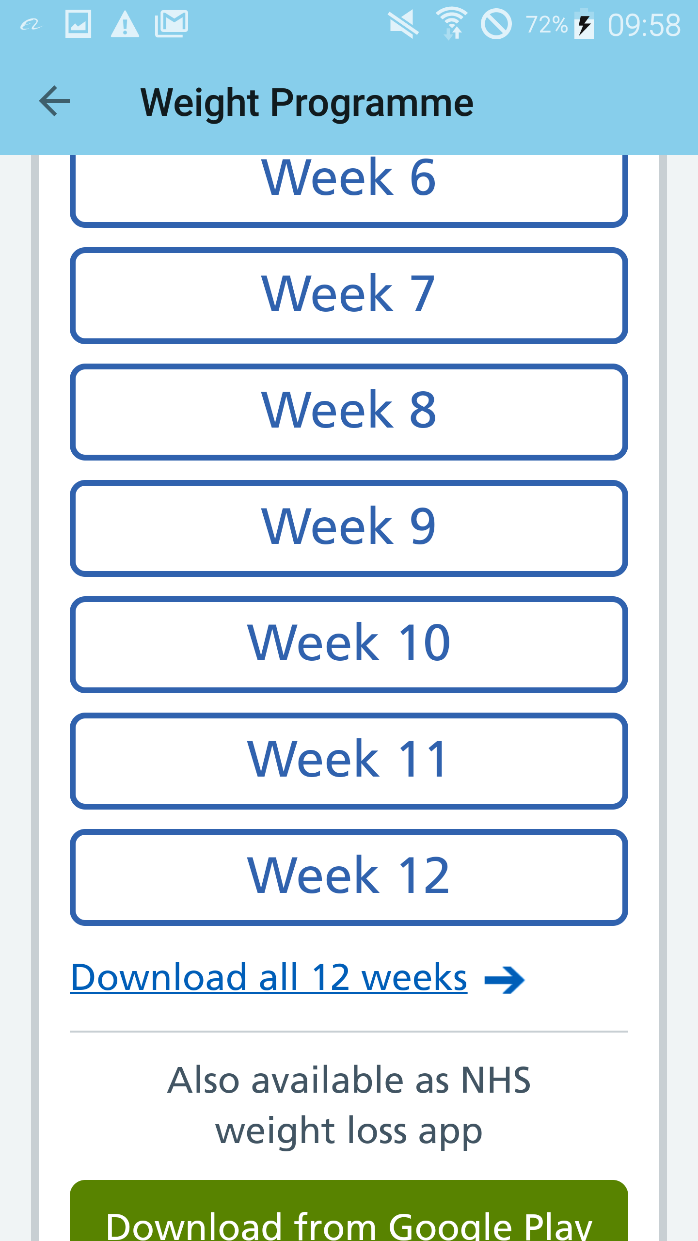 72% 09:58
Weight Programme
Week 6
Week 7
Week 8
Week 9
Week 10
Week 11
Week 12
Download all 12 weeks
Also available as NHS
weight loss app
Download from Google Play